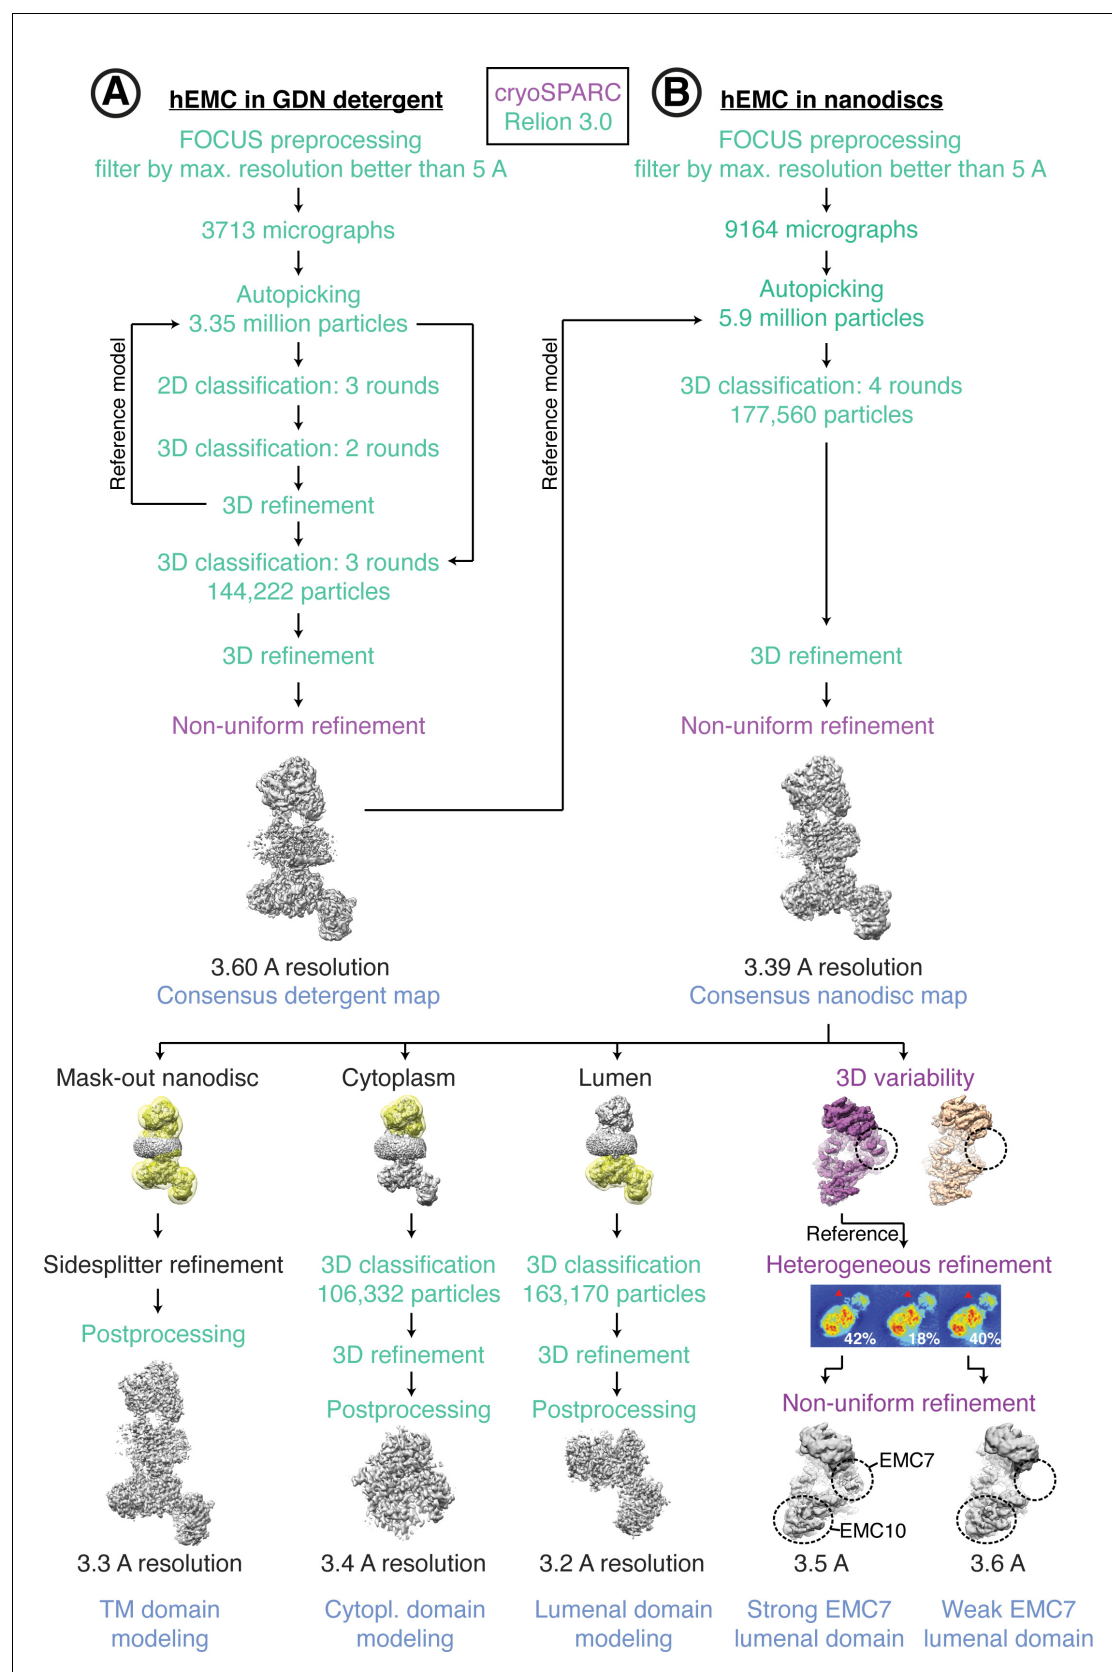 A
hEMC in GDN detergent
cryoSPARC
Relion 3.0
B
hEMC in nanodiscs
FOCUS preprocessing
filter by max. resolution better than 5 A
3713 micrographs
Autopicking
3.35 million particles
Reference model
2D classification: 3 rounds
3D classification: 2 rounds
3D refinement
3D classification: 3 rounds
144,222 particles
3D refinement
Non-uniform refinement
3.60 A resolution
Consensus detergent map
FOCUS preprocessing
filter by max. resolution better than 5 A
9164 micrographs
Autopicking
5.9 million particles
Reference model
3D classification: 4 rounds
177,560 particles
3D refinement
Non-uniform refinement
3.39 A resolution
Consensus nanodisc map
Mask-out nanodisc
Sidesplitter refinement
Postprocessing
3.3 A resolution
TM domain
modeling
Cytoplasm
3D classification
106,332 particles
3D refinement
Postprocessing
3.4 A resolution
Cytopl. domain
modeling
Lumen
3D classification
163,170 particles
3D refinement
Postprocessing
3.2 A resolution
Lumenal domain
modeling
3D variability
Reference
Heterogeneous refinement
42%
18%
40%
Non-uniform refinement
EMC7
EMC10
3.5 A
Strong EMC7
lumenal domain
3.6 A
Weak EMC7
lumenal domain